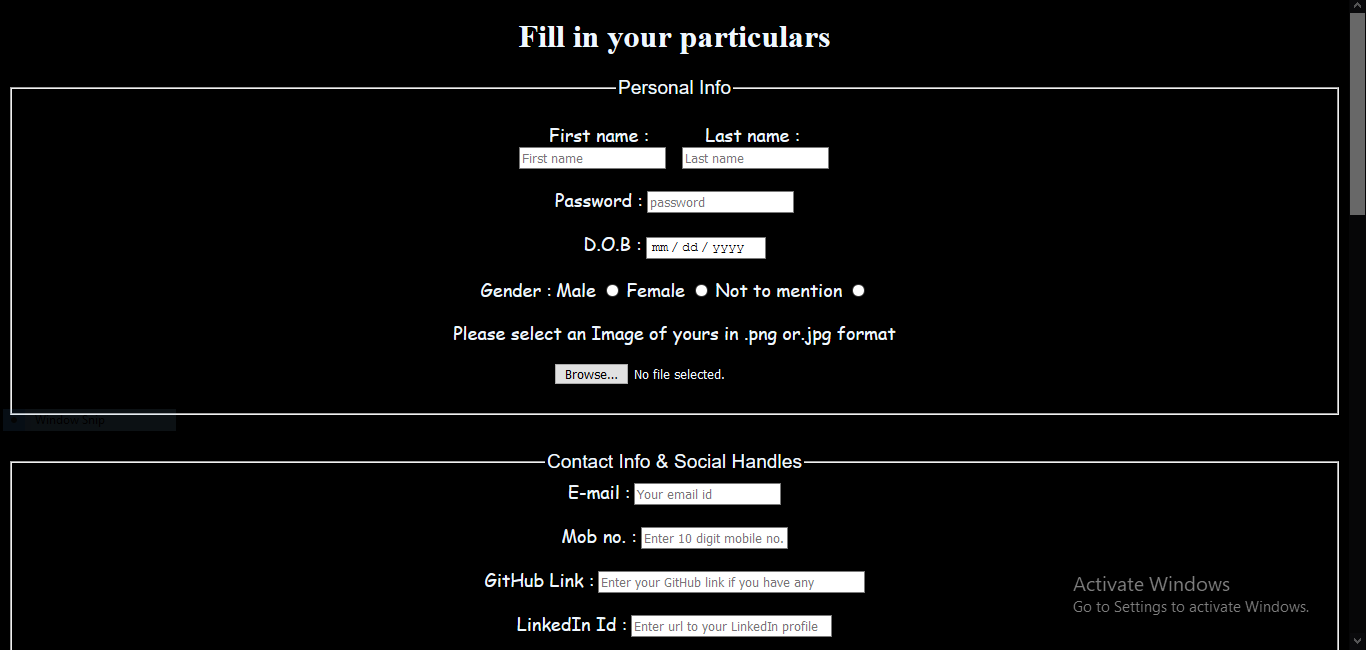 Fill in your particulars
Personal Info
First name : Last name :
First name Last name
Password : password
D.O.B : mm / dd / yyyy
Gender : Male Female Not to mention
Please select an Image of yours in .png or.jpg format
Browse... No file selected.
Window Snip
Contact Info & Social Handles
E-mail : Your email id
Mob no. : Enter 10 digit mobile no.
GitHub Link : Enter your GitHub link if you have any
LinkedIn Id : Enter url to your LinkedIn profile
Activate Windows
Go to Settings to activate Windows.